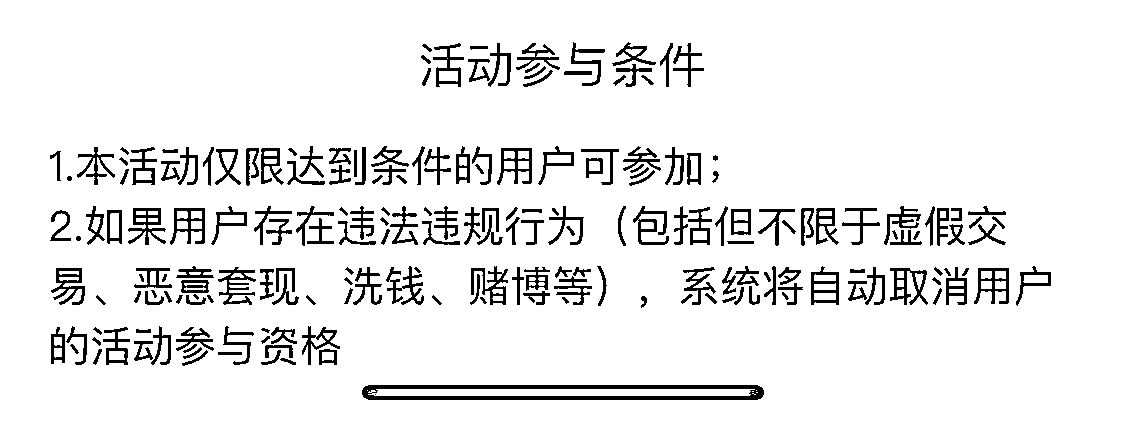 活动参与条件
1.本活动仅限达到条件的用户可参加；
2.如果用户存在违法违规行为（包括但不限于虚假交
易、恶意套现、洗钱、赌博等），系统将自动取消用户
的活动参与资格